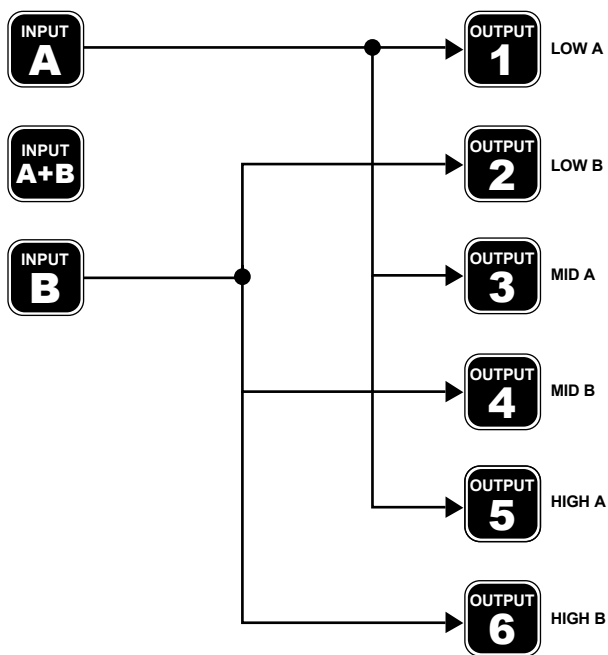 INPUT
A
INPUT
A+B
INPUT
B
OUTPUT
1
LOW A
OUTPUT
2
LOW B
OUTPUT
3
MID A
OUTPUT
4
MID B
OUTPUT
5
HIGH A
OUTPUT
6
HIGH B